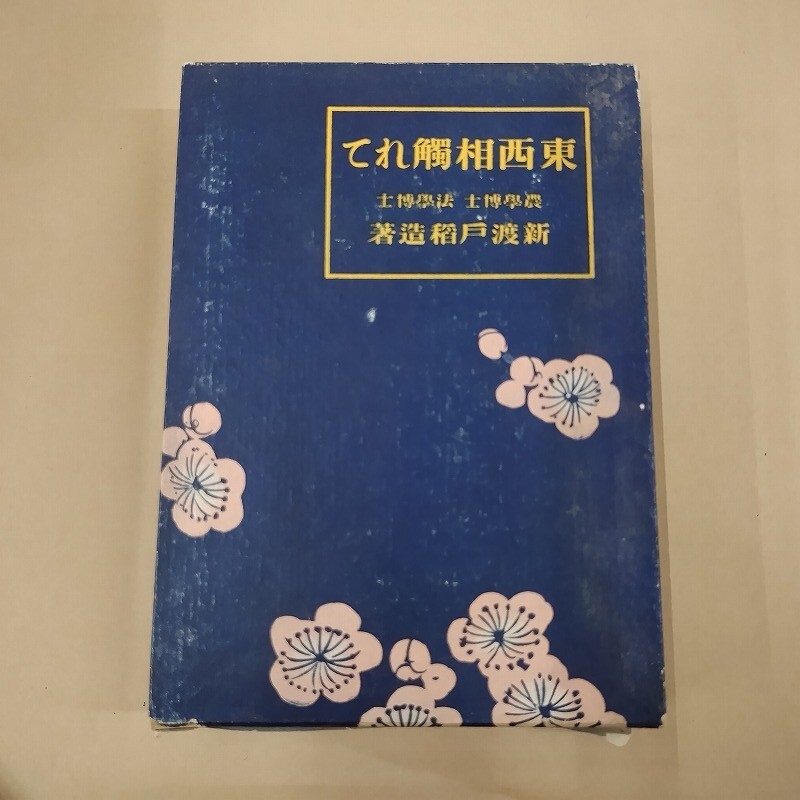 東西相觸れて
農學博士 法學博士
新渡戸稻造著